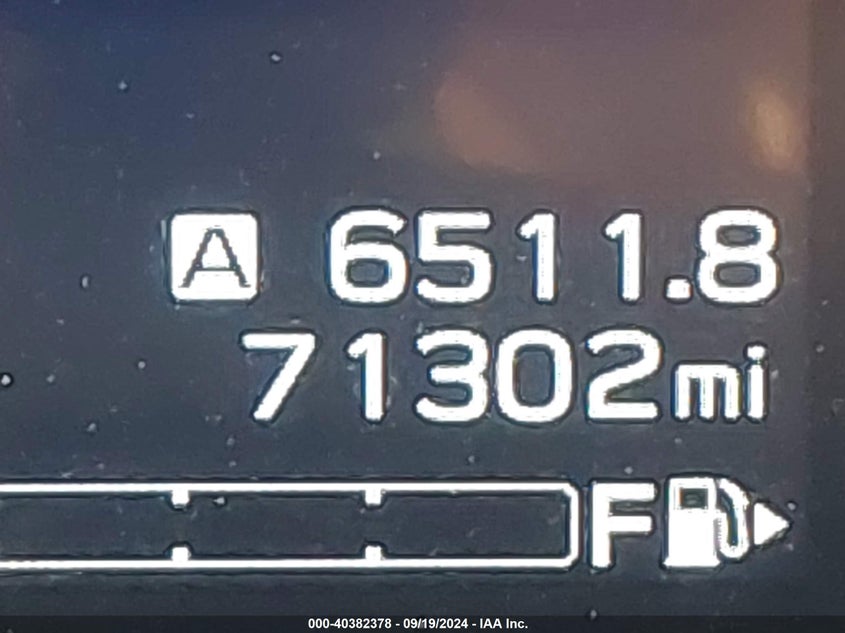 A 6511.8
71302mi
F
000-40382378 - 09/19/2024 - IAA Inc.